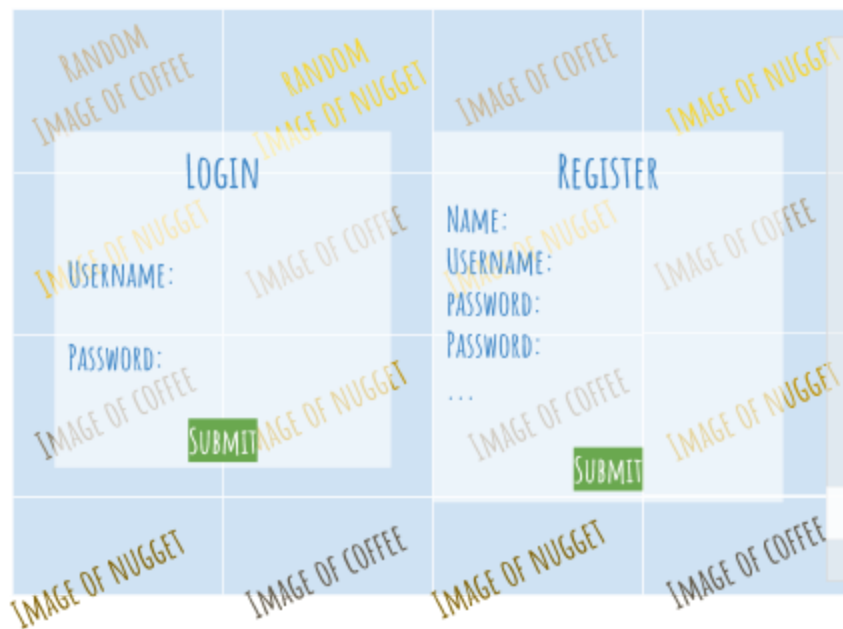 RANDOM
IMAGE OF COFFEE
RANDOM
IMAGE OF NUGGET
IMAGE OF COFFEE
IMAGE OF NUGGET
LOGIN
REGISTER
IMAGE OF NUGGET
IMAGE OF COFFEE
IMAGE OF NUGGET
IMAGE OF COFFEE
USERNAME:
PASSWORD:
NAME:
USERNAME:
PASSWORD:
PASSWORD:
...
IMAGE OF COFFEE
IMAGE OF NUGGET
IMAGE OF COFFEE
IMAGE OF NUGGET
SUBMIT
SUBMIT
IMAGE OF NUGGET
IMAGE OF COFFEE
IMAGE OF NUGGET
IMAGE OF COFFEE